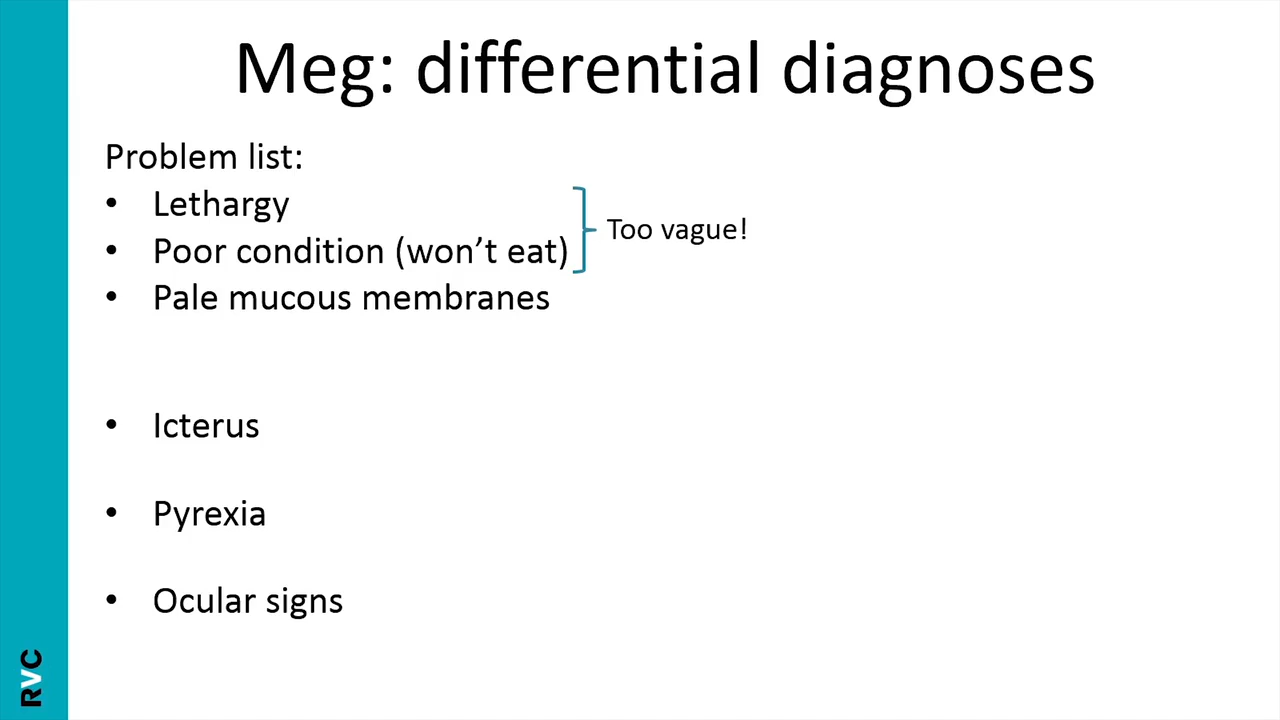 Meg: differential diagnoses
Problem list:
• Lethargy
• Poor condition (won’t eat)
Too vague!
• Pale mucous membranes
• Icterus
• Pyrexia
• Ocular signs
RVC